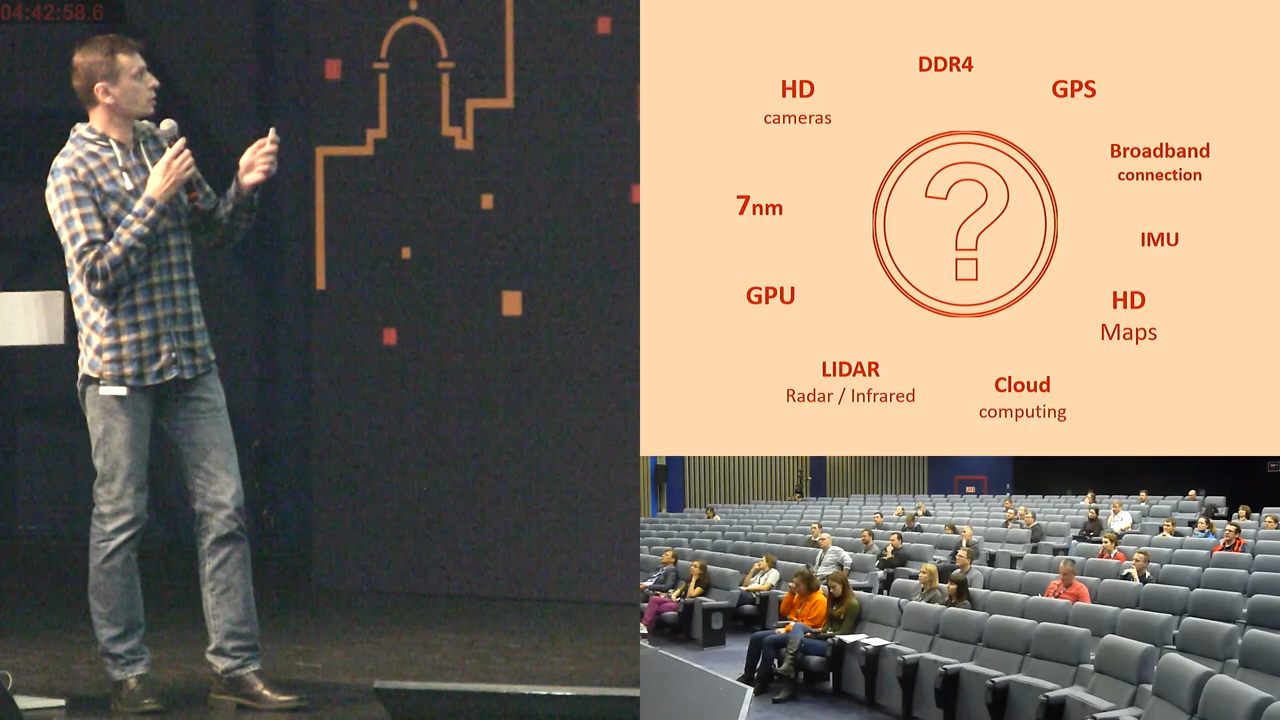 04:42:58.6
DDR4
HD
cameras
GPS
Broadband
connection
7nm
IMU
GPU
HD
Maps
LIDAR
Radar / Infrared
Cloud
computing
?